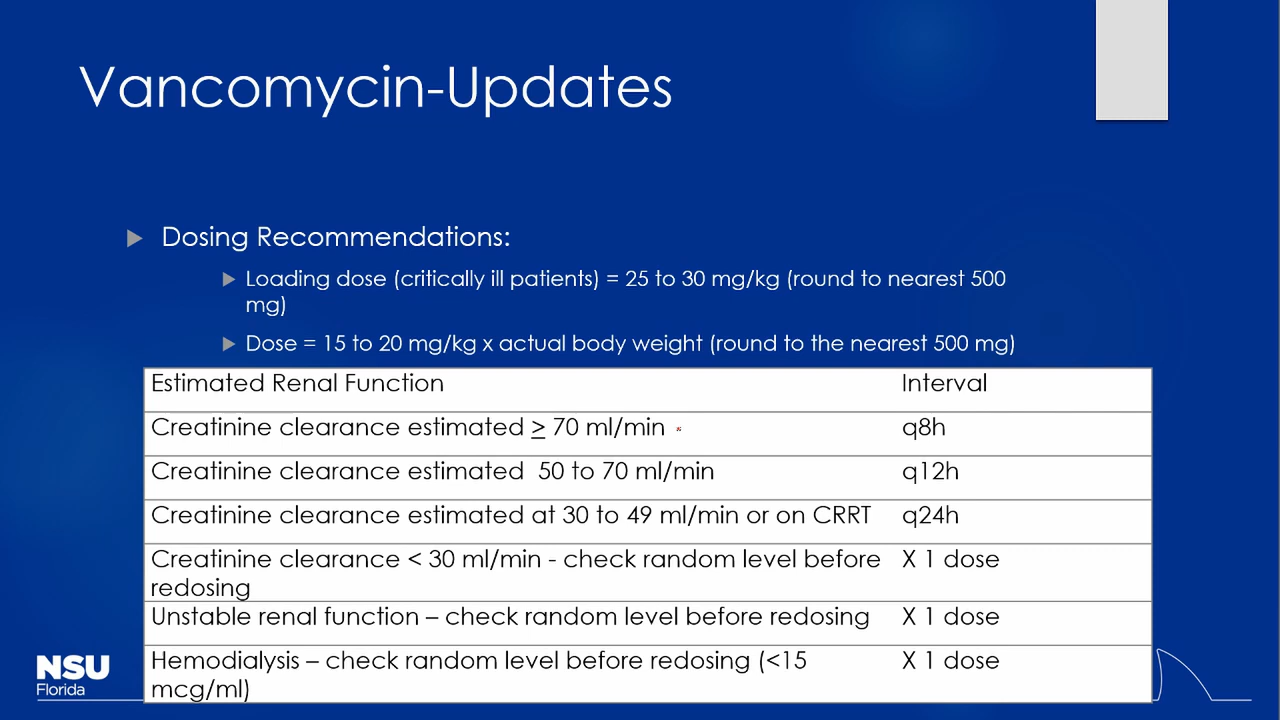 Vancomycin-Updates
Dosing Recommendations:
Loading dose (critically ill patients) = 25 to 30 mg/kg (round to nearest 500
mg)
Dose = 15 to 20 mg/kg x actual body weight (round to the nearest 500 mg)
Estimated Renal Function Interval
Creatinine clearance estimated ≥ 70 ml/min q8h
Creatinine clearance estimated  50 to 70 ml/min q12h
Creatinine clearance estimated at 30 to 49 ml/min or on CRRT q24h
Creatinine clearance < 30 ml/min - check random level before X 1 dose
redosing
Unstable renal function – check random level before redosing X 1 dose
Hemodialysis – check random level before redosing (<15 X 1 dose
mcg/ml)
NSU
Florida